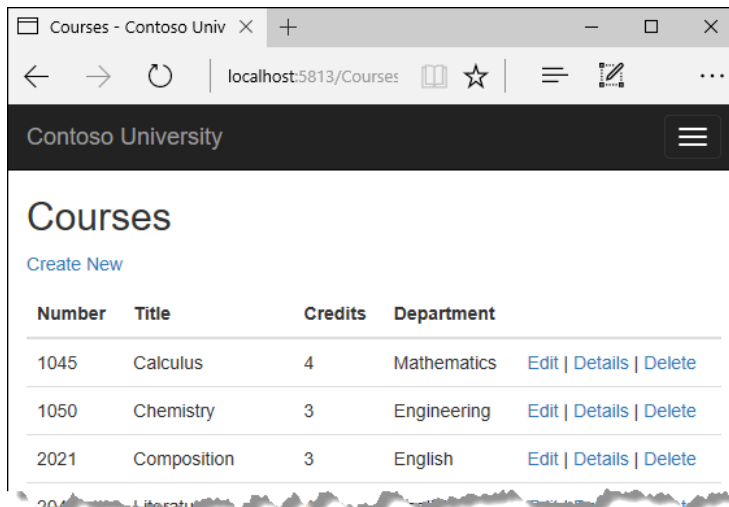 Courses - Contoso Univ
localhost:5813/Courses
Contoso University
Courses
Create New
Number Title Credits Department
1045 Calculus 4 Mathematics Edit | Details | Delete
1050 Chemistry 3 Engineering Edit | Details | Delete
2021 Composition 3 English Edit | Details | Delete